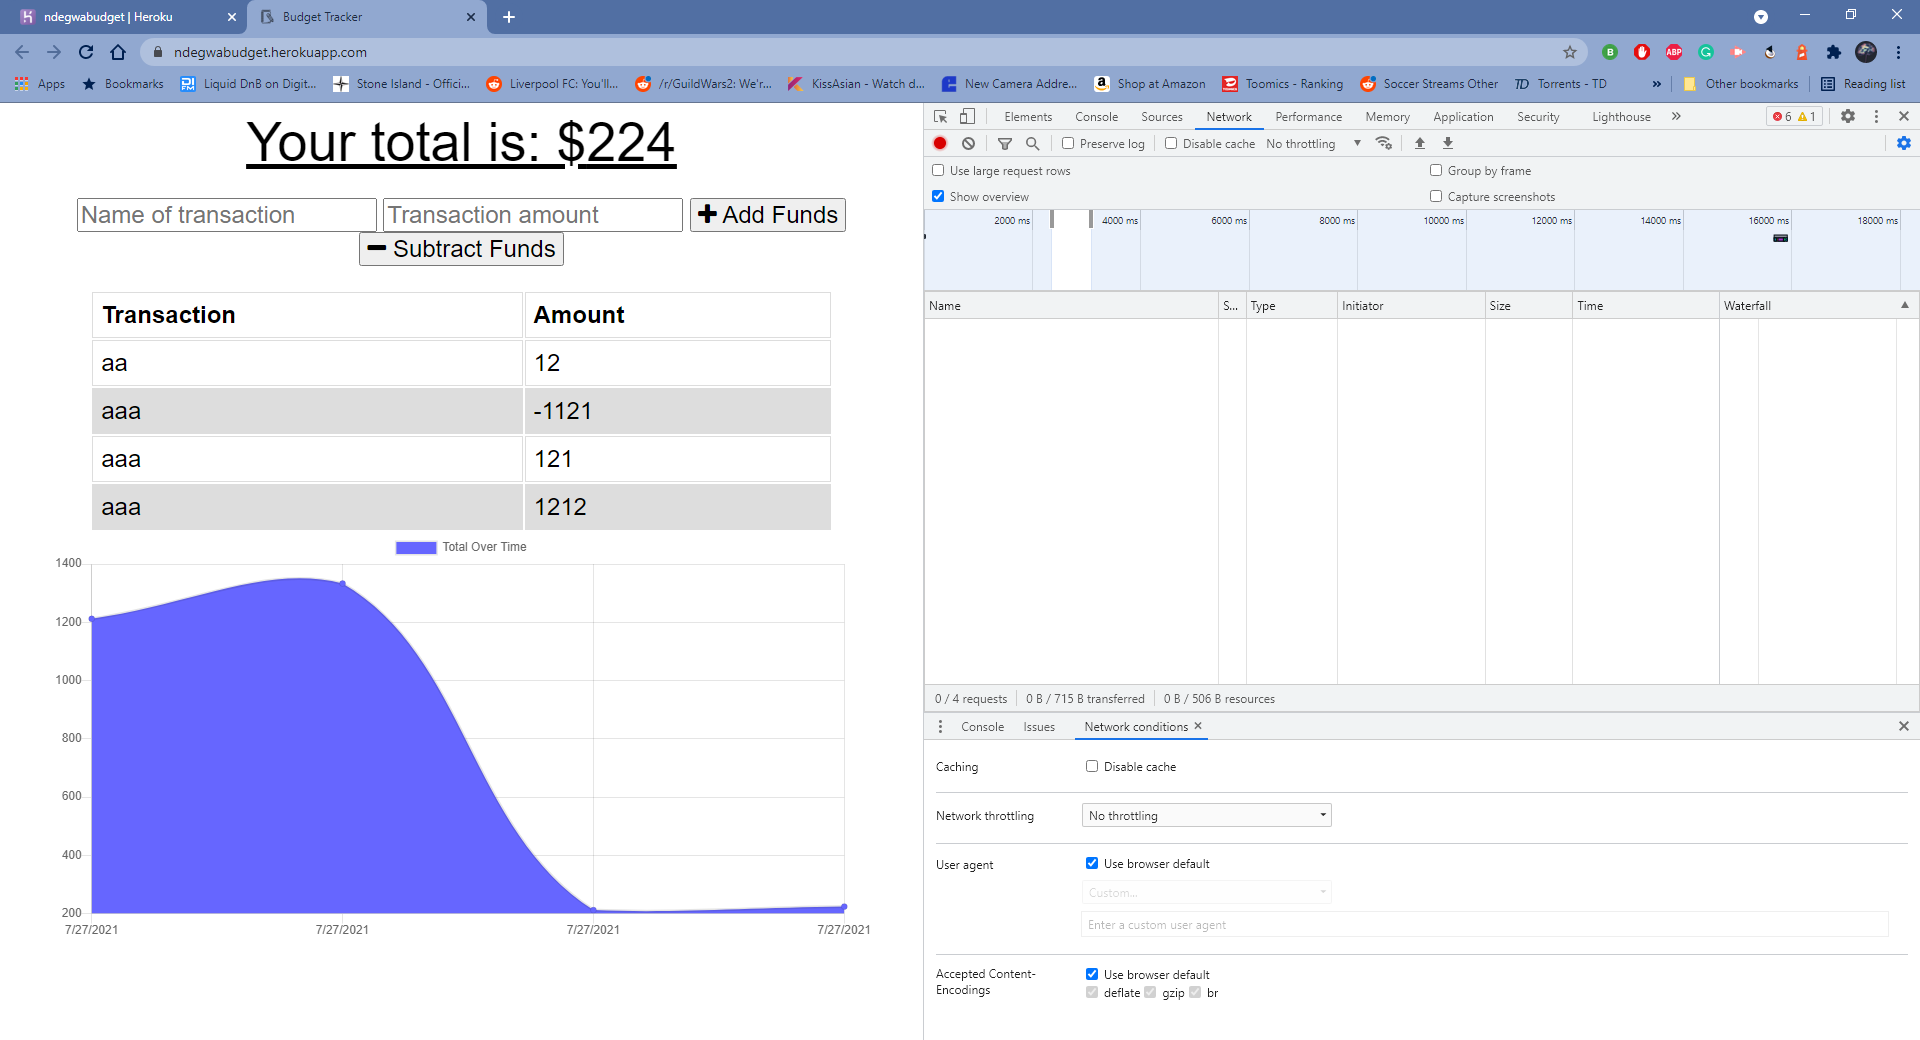 ndegwabudget | Heroku
Budget Tracker
ndegwabudget.herokuapp.com
Apps Bookmarks Liquid DnB on Digit... Stone Island - Offici... Liverpool FC: You'll... /r/GuildWars2: We'r... KissAsian - Watch d... New Camera Addre... Shop at Amazon Toomics - Ranking Soccer Streams Other Torrents - TD » Other bookmarks Reading list
Your total is: $224
Name of transaction Transaction amount Add Funds
Subtract Funds
Transaction Amount
aa 12
aaa -1121
aaa 121
aaa 1212
Total Over Time
1400
1200
1000
800
600
400
200
7/27/2021 7/27/2021 7/27/2021 7/27/2021
Elements Console Sources Network Performance Memory Application Security Lighthouse » 6 1
Preserve log Disable cache No throttling
Use large request rows Group by frame
Show overview Capture screenshots
2000 ms 4000 ms 6000 ms 8000 ms 10000 ms 12000 ms 14000 ms 16000 ms 18000 ms
Name S... Type Initiator Size Time Waterfall
0 / 4 requests 0 B / 715 B transferred 0 B / 506 B resources
Console Issues Network conditions
Caching Disable cache
Network throttling No throttling
User agent Use browser default
Custom...
Enter a custom user agent
Accepted Content-Encodings Use browser default
deflate gzip br